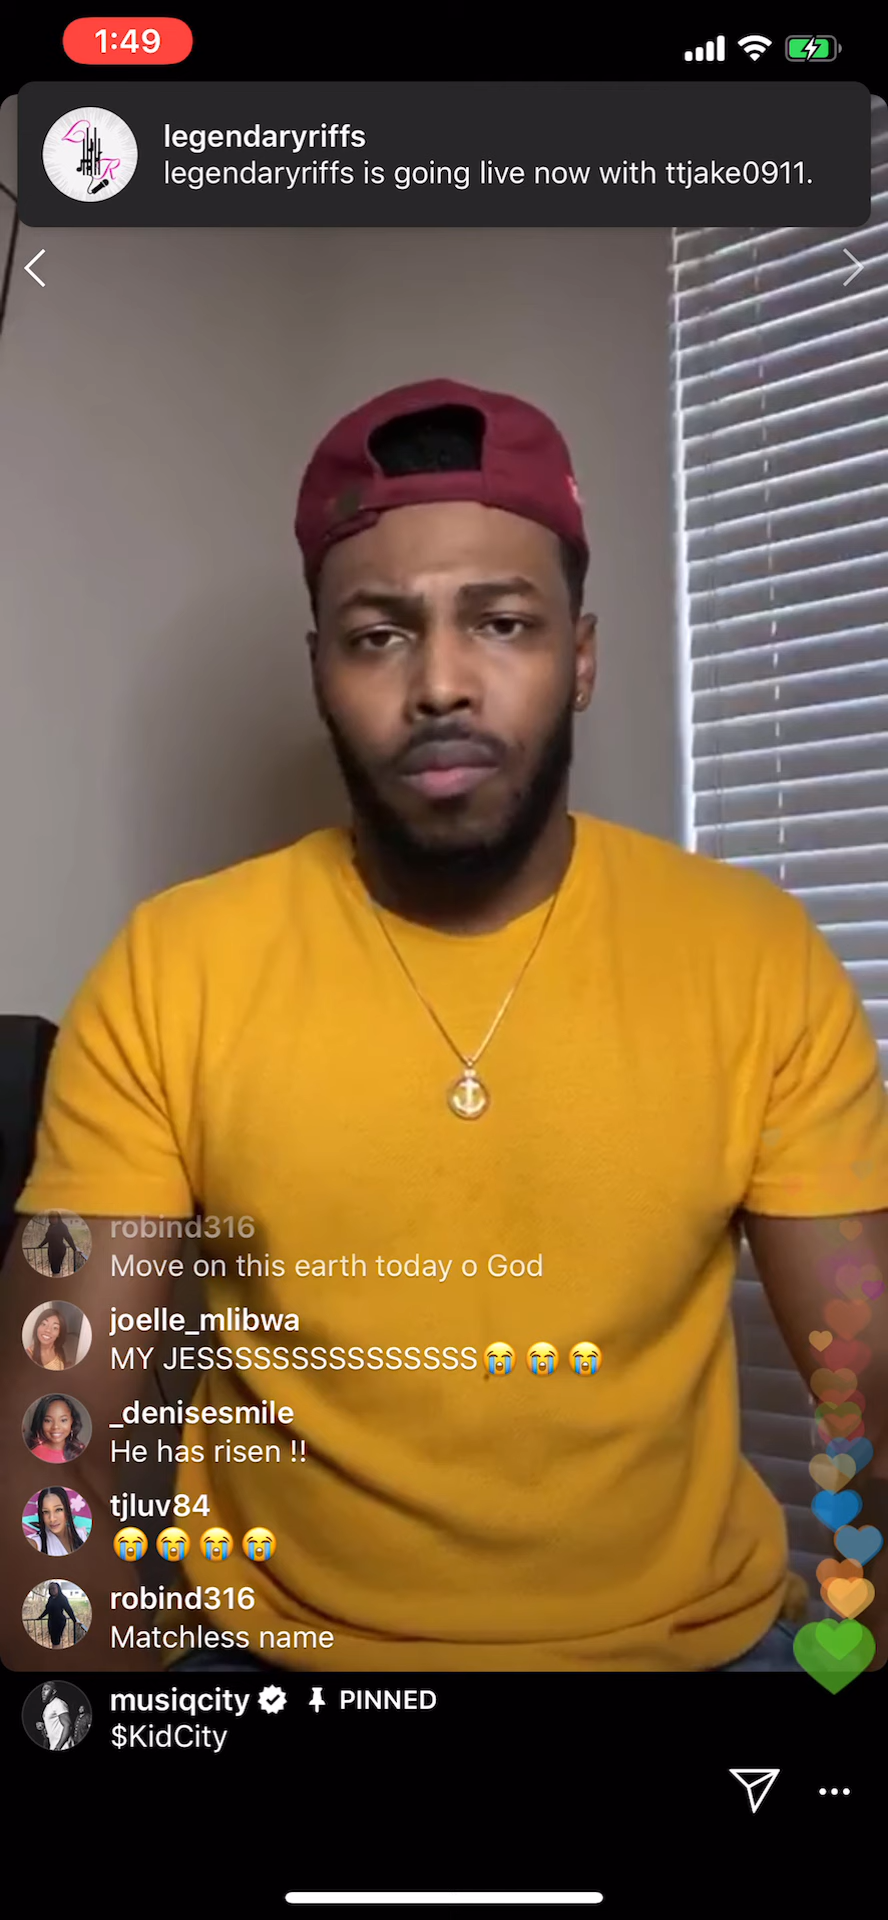 1:49
legendaryriffs
legendaryriffs is going live now with ttjake0911.
L
R
robind316
Move on this earth today o God
joelle_mlibwa
MY JESSSSSSSSSSSSSSS😭😭😭
_denisesmile
He has risen !!
tjluv84
😭😭😭😭
robind316
Matchless name
musiqcity PINNED
$KidCity